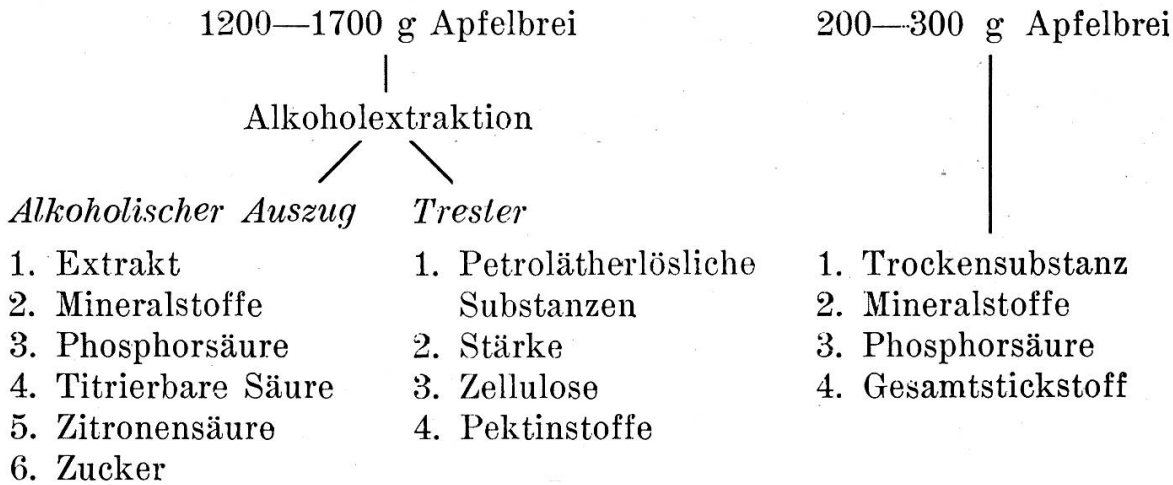 1200—1700 g Apfelbrei
Alkoholextraktion
Alkoholischer Auszug
1. Extrakt
2. Mineralstoffe
3. Phosphorsäure
4. Titrierbare Säure
5. Zitronensäure
6. Zucker
Trester
1. Petrolätherlösliche
Substanzen
2. Stärke
3. Zellulose
4. Pektinstoffe
200—300 g Apfelbrei
1. Trockensubstanz
2. Mineralstoffe
3. Phosphorsäure
4. Gesamtstickstoff